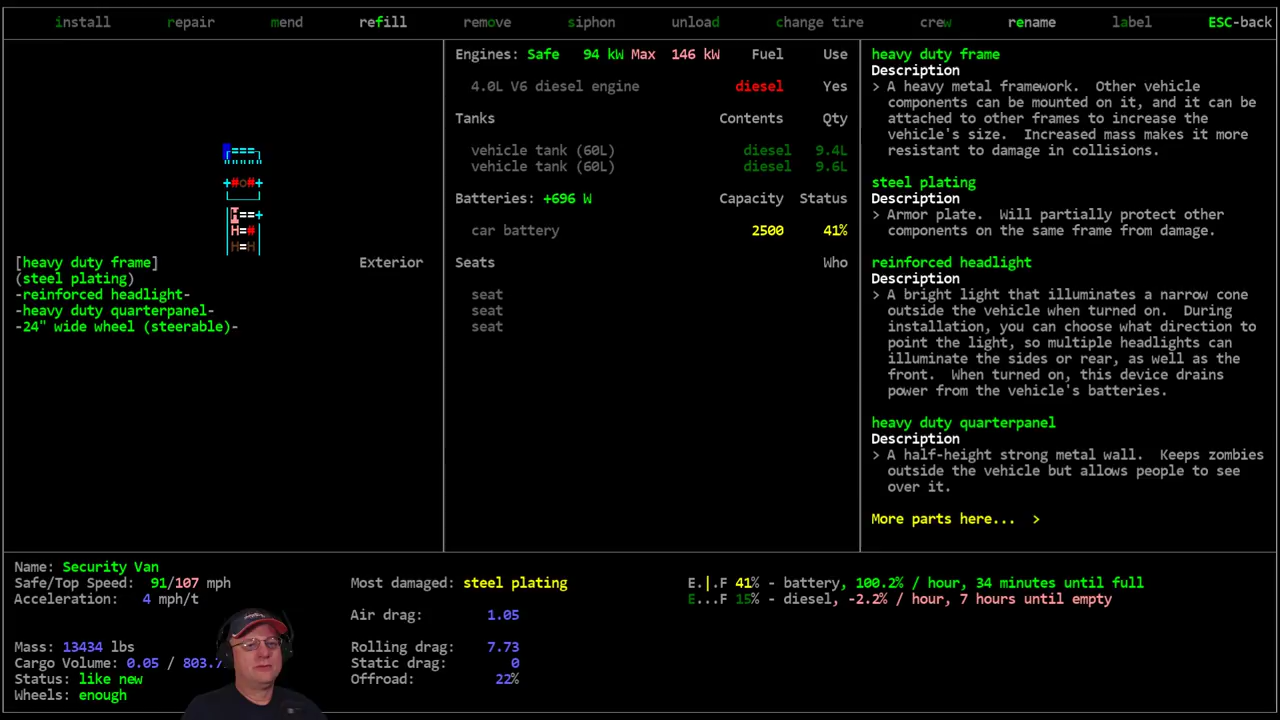 install repair mend refill remove siphon unload change tire crew rename label ESC-back
Engines: Safe 94 kW Max 146 kW Fuel Use
4.0L V6 diesel engine diesel Yes
Tanks Contents Qty
vehicle tank (60L) diesel 9.4L
vehicle tank (60L) diesel 9.6L
Batteries: +696 W Capacity Status
car battery 2500 41%
Seats Who
seat
seat
seat
[heavy duty frame] Exterior
(steel plating)
-reinforced headlight-
-heavy duty quarterpanel-
-24" wide wheel (steerable)-
heavy duty frame
Description
> A heavy metal framework. Other vehicle
components can be mounted on it, and it can be
attached to other frames to increase the
vehicle's size. Increased mass makes it more
resistant to damage in collisions.
steel plating
Description
> Armor plate. Will partially protect other
components on the same frame from damage.
reinforced headlight
Description
> A bright light that illuminates a narrow cone
outside the vehicle when turned on. During
installation, you can choose what direction to
point the light, so multiple headlights can
illuminate the sides or rear, as well as the
front. When turned on, this device drains
power from the vehicle's batteries.
heavy duty quarterpanel
Description
> A half-height strong metal wall. Keeps zombies
outside the vehicle but allows people to see
over it.
More parts here... >
Name: Security Van
Safe/Top Speed: 91/107 mph
Acceleration: 4 mph/t
Mass: 13434 lbs
Cargo Volume: 0.05 / 803.7
Status: like new
Wheels: enough
Most damaged: steel plating
Air drag: 1.05
Rolling drag: 7.73
Static drag: 0
Offroad: 22%
E.|.F 41% - battery, 100.2% / hour, 34 minutes until full
E...F 15% - diesel, -2.2% / hour, 7 hours until empty